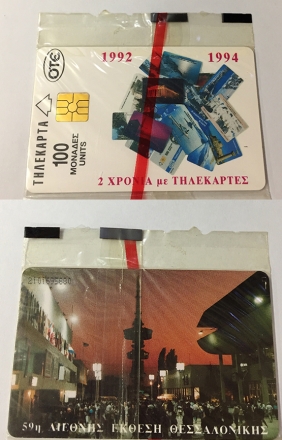 1992 1994
ΟΤΕ
ΤΗΛΕΚΑΡΤΑ
100
ΜΟΝΑΔΕΣ
UNITS
2 ΧΡΟΝΙΑ με ΤΗΛΕΚΑΡΤΕΣ
59η ΔΙΕΘΝΗΣ ΕΚΘΕΣΗ ΘΕΣΣΑΛΟΝΙΚΗΣ